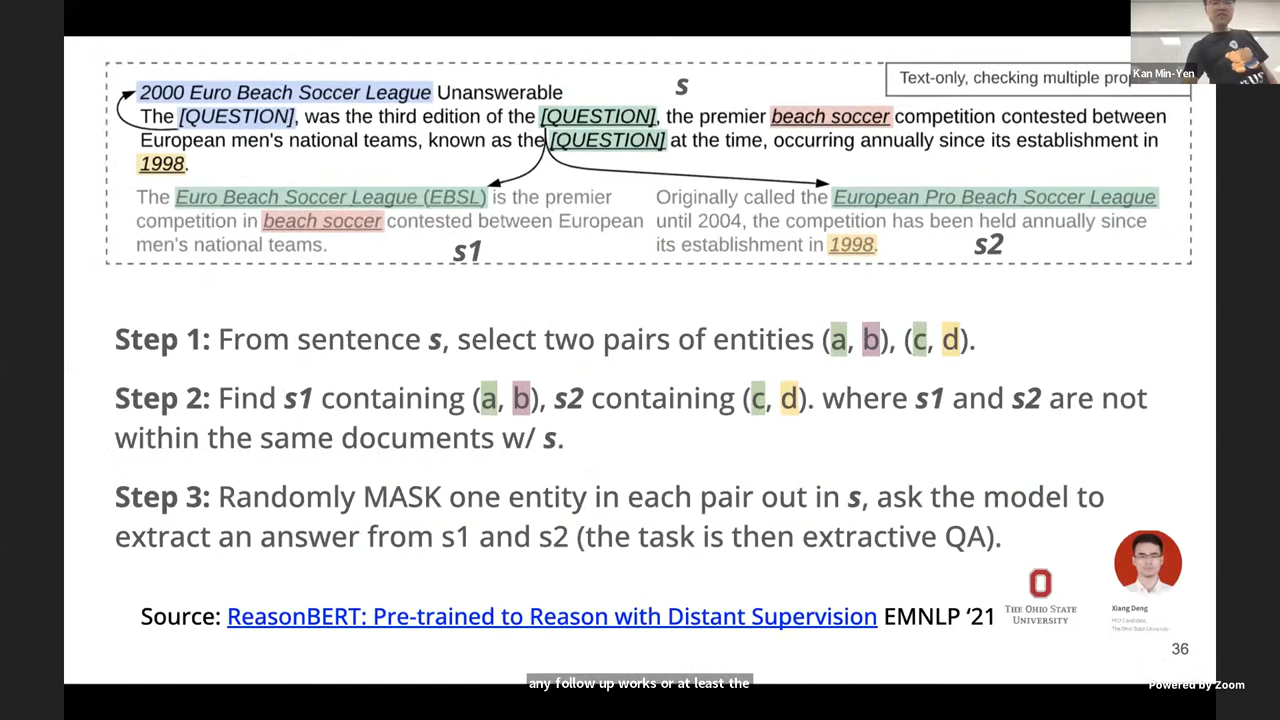 Kan Min-Yen
Text-only, checking multiple
s
2000 Euro Beach Soccer League Unanswerable
The [QUESTION], was the third edition of the [QUESTION], the premier beach soccer competition contested between
European men's national teams, known as the [QUESTION] at the time, occurring annually since its establishment in
1998.
The Euro Beach Soccer League (EBSL) is the premier
competition in beach soccer contested between European
men's national teams.
s1
Originally called the European Pro Beach Soccer League
until 2004, the competition has been held annually since
its establishment in 1998.
s2
Step 1: From sentence s, select two pairs of entities (a, b), (c, d).
Step 2: Find s1 containing (a, b), s2 containing (c, d). where s1 and s2 are not
within the same documents w/ s.
Step 3: Randomly MASK one entity in each pair out in s, ask the model to
extract an answer from s1 and s2 (the task is then extractive QA).
Source: ReasonBERT: Pre-trained to Reason with Distant Supervision EMNLP ‘21
THE OHIO STATE
UNIVERSITY
Xiang Deng
PhD Candidate,
The Ohio State University
36
any follow up works or at least the
Powered by Zoom